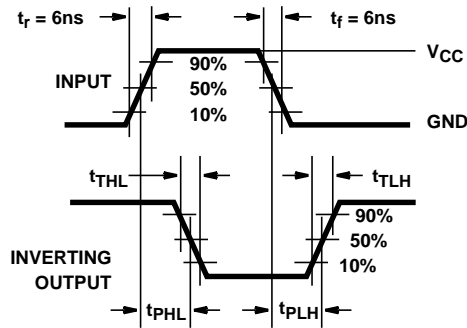 tr = 6ns
tf = 6ns
VCC
90%
INPUT
50%
10%
GND
tTHL
tTLH
90%
50%
10%
INVERTING
OUTPUT
tPHL
tPLH